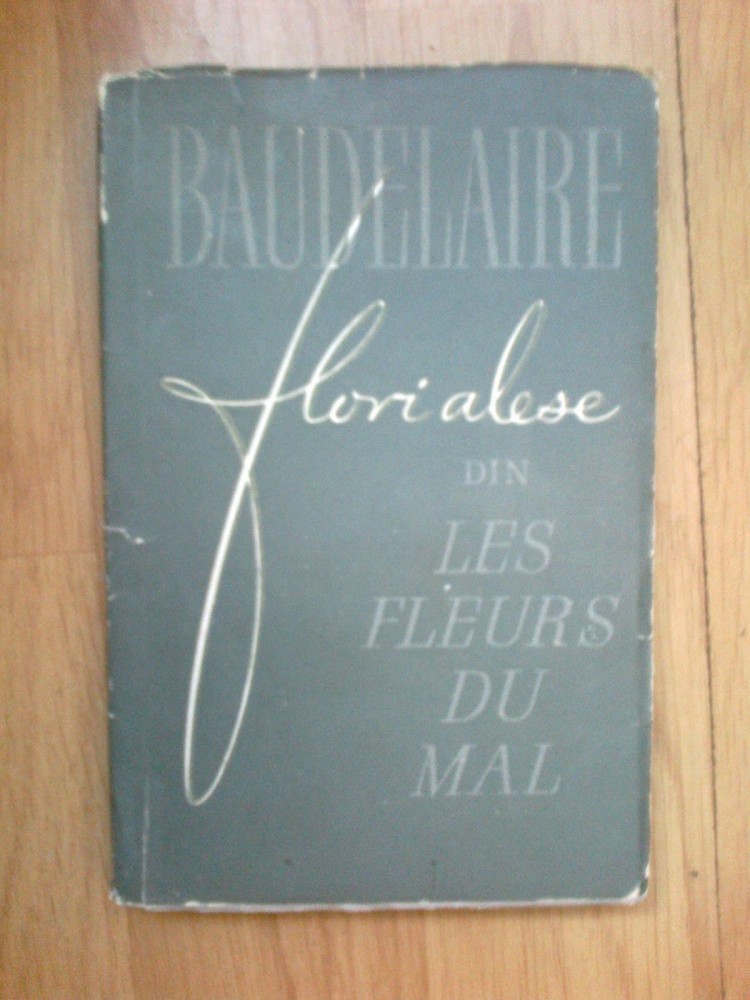 BAUDELAIRE
flori alese
DIN
LES
FLEURS
DU
MAL